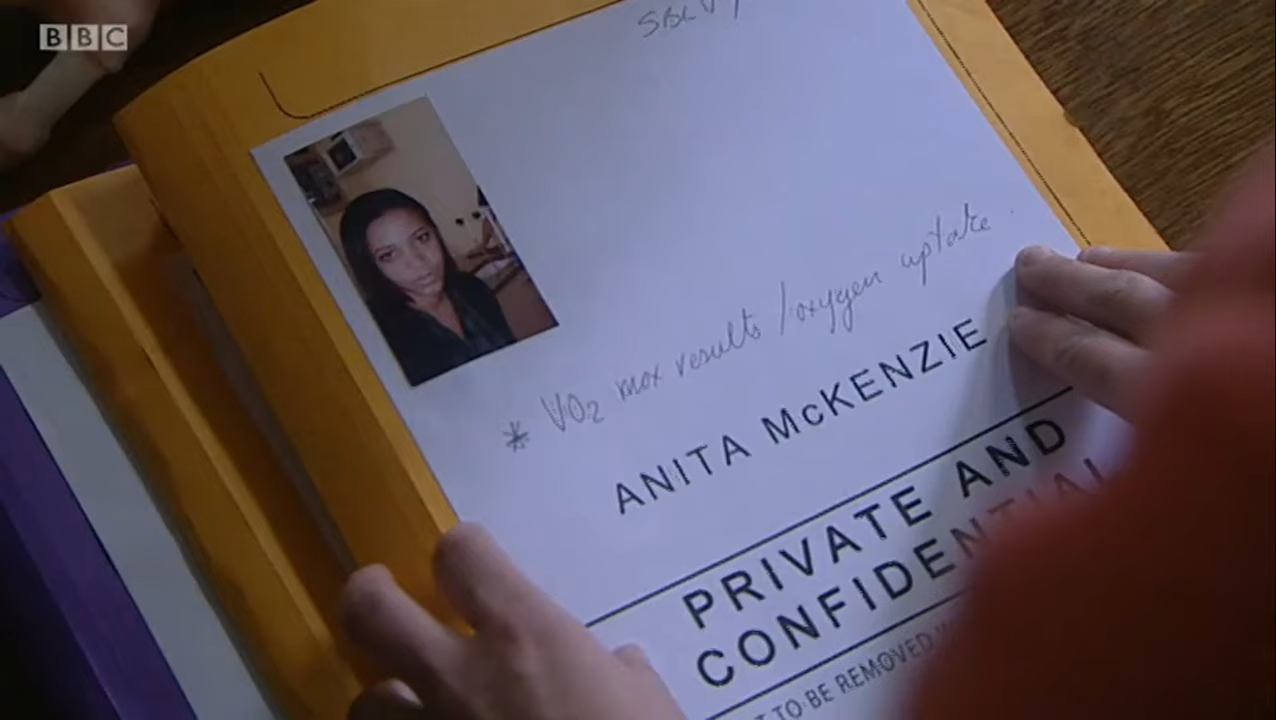 BBC
* VO2 max results / oxygen uptake
ANITA McKENZIE
PRIVATE AND
CONFIDENTIAL
TO BE REMOVED